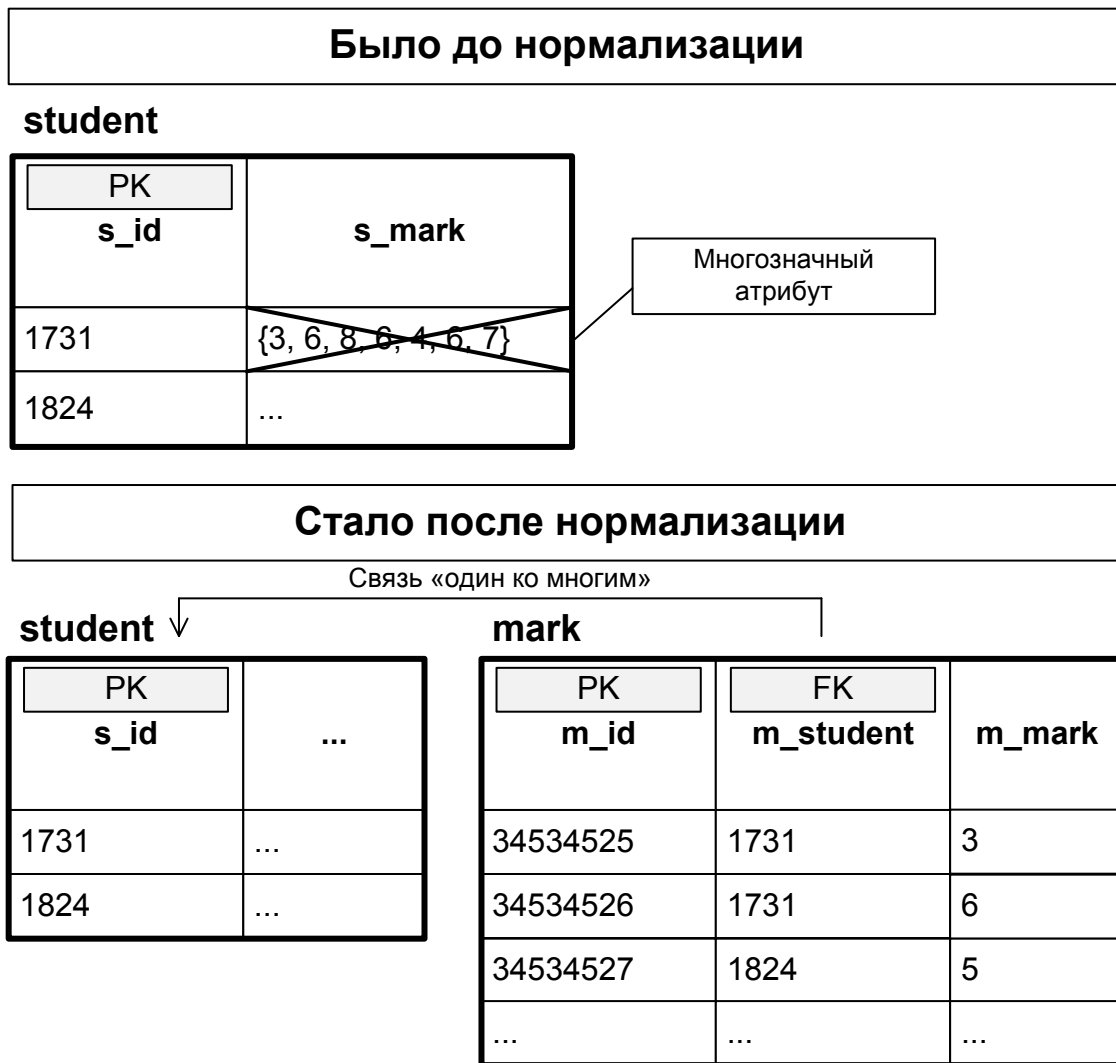 Было до нормализации
student
PK
s_id s_mark
Многозначный
атрибут
1731 {3, 6, 8, 6, 4, 6, 7}
1824 ...
Стало после нормализации
Связь «один ко многим»
student mark
PK
s_id ...
1731 ...
1824 ...
PK FK
m_id m_student m_mark
34534525 1731 3
34534526 1731 6
34534527 1824 5
... ... ...